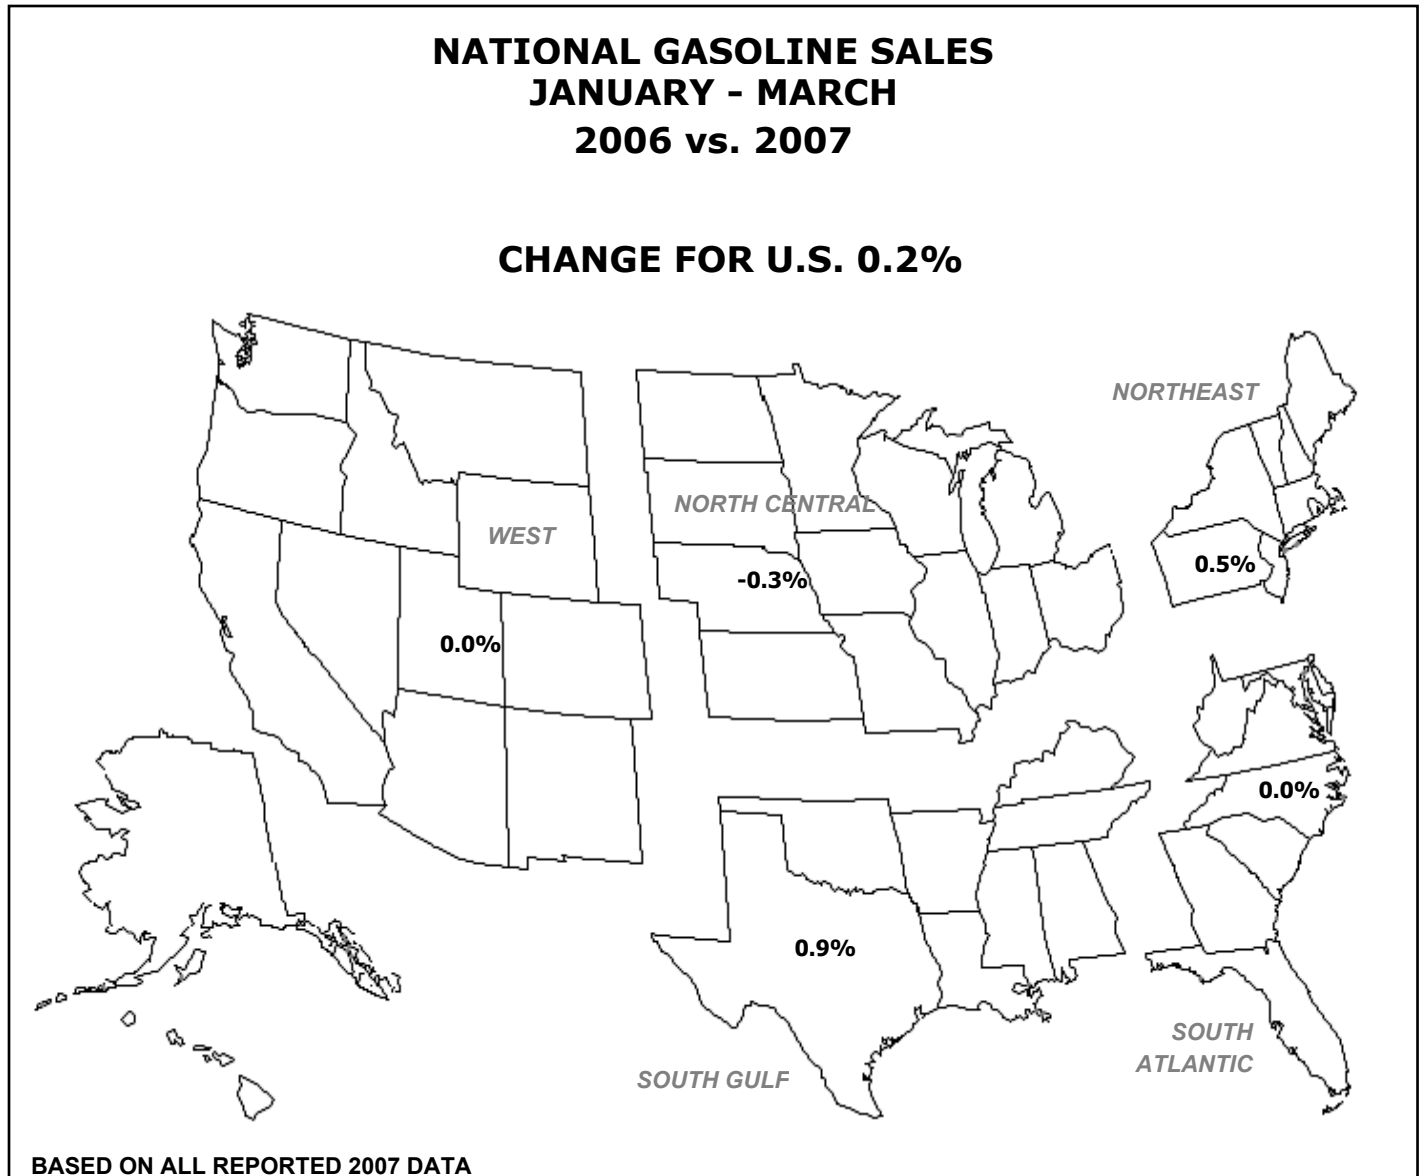 NATIONAL GASOLINE SALES
JANUARY - MARCH
2006 vs. 2007
CHANGE FOR U.S. 0.2%
NORTHEAST
NORTH CENTRAL
WEST
0.5%
-0.3%
0.0%
0.0%
0.9%
SOUTH
ATLANTIC
SOUTH GULF
BASED ON ALL REPORTED 2007 DATA